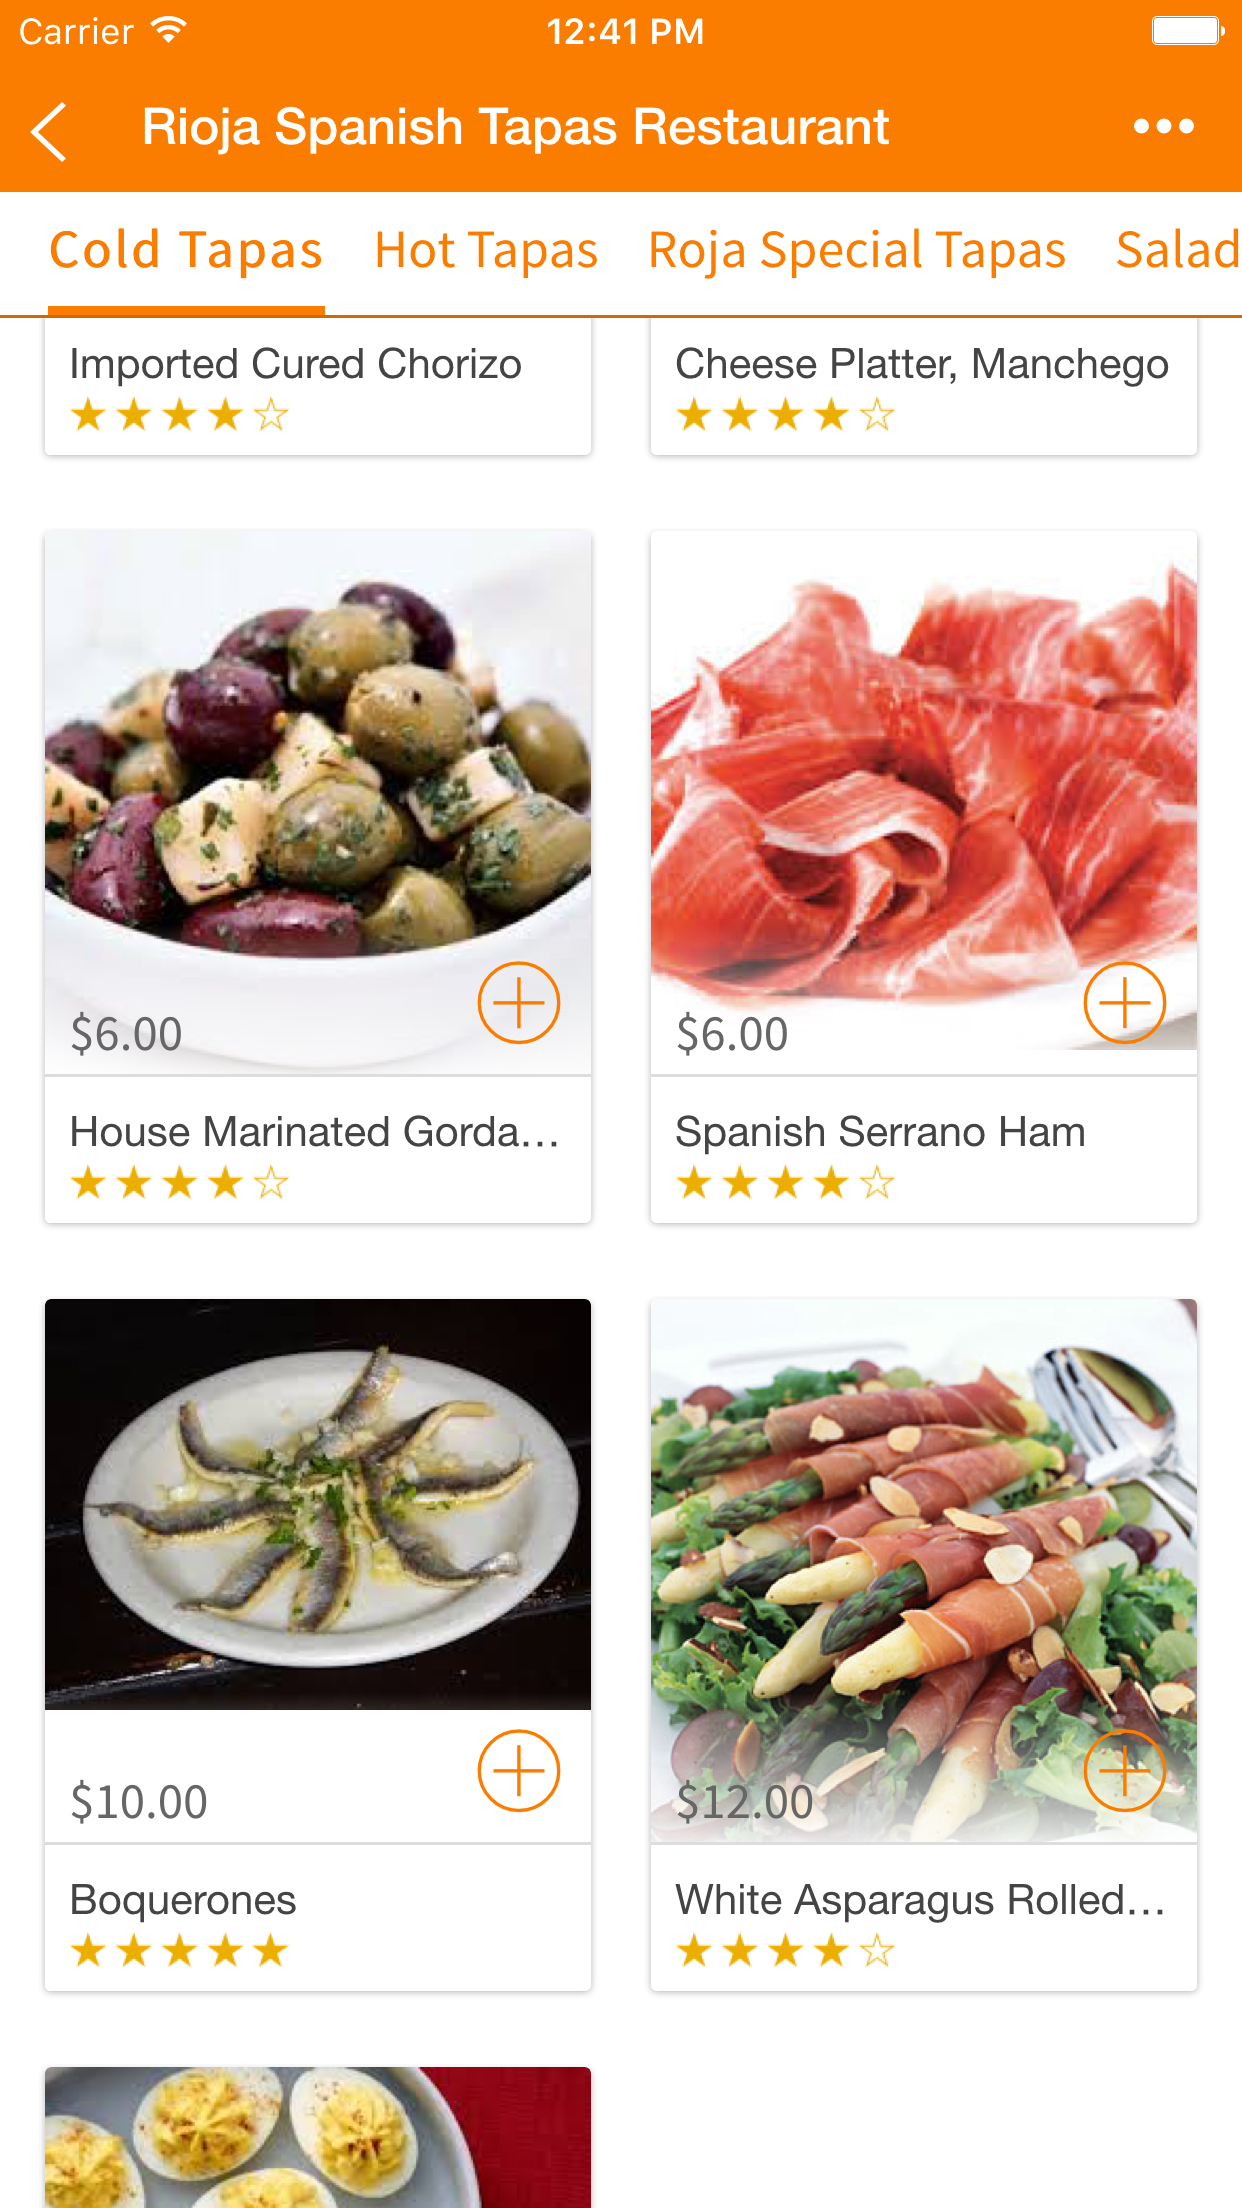 Carrier 12:41 PM
Rioja Spanish Tapas Restaurant
Cold Tapas Hot Tapas Roja Special Tapas Salad
Imported Cured Chorizo
Cheese Platter, Manchego
$6.00
House Marinated Gorda...
$6.00
Spanish Serrano Ham
$10.00
Boquerones
$12.00
White Asparagus Rolled...